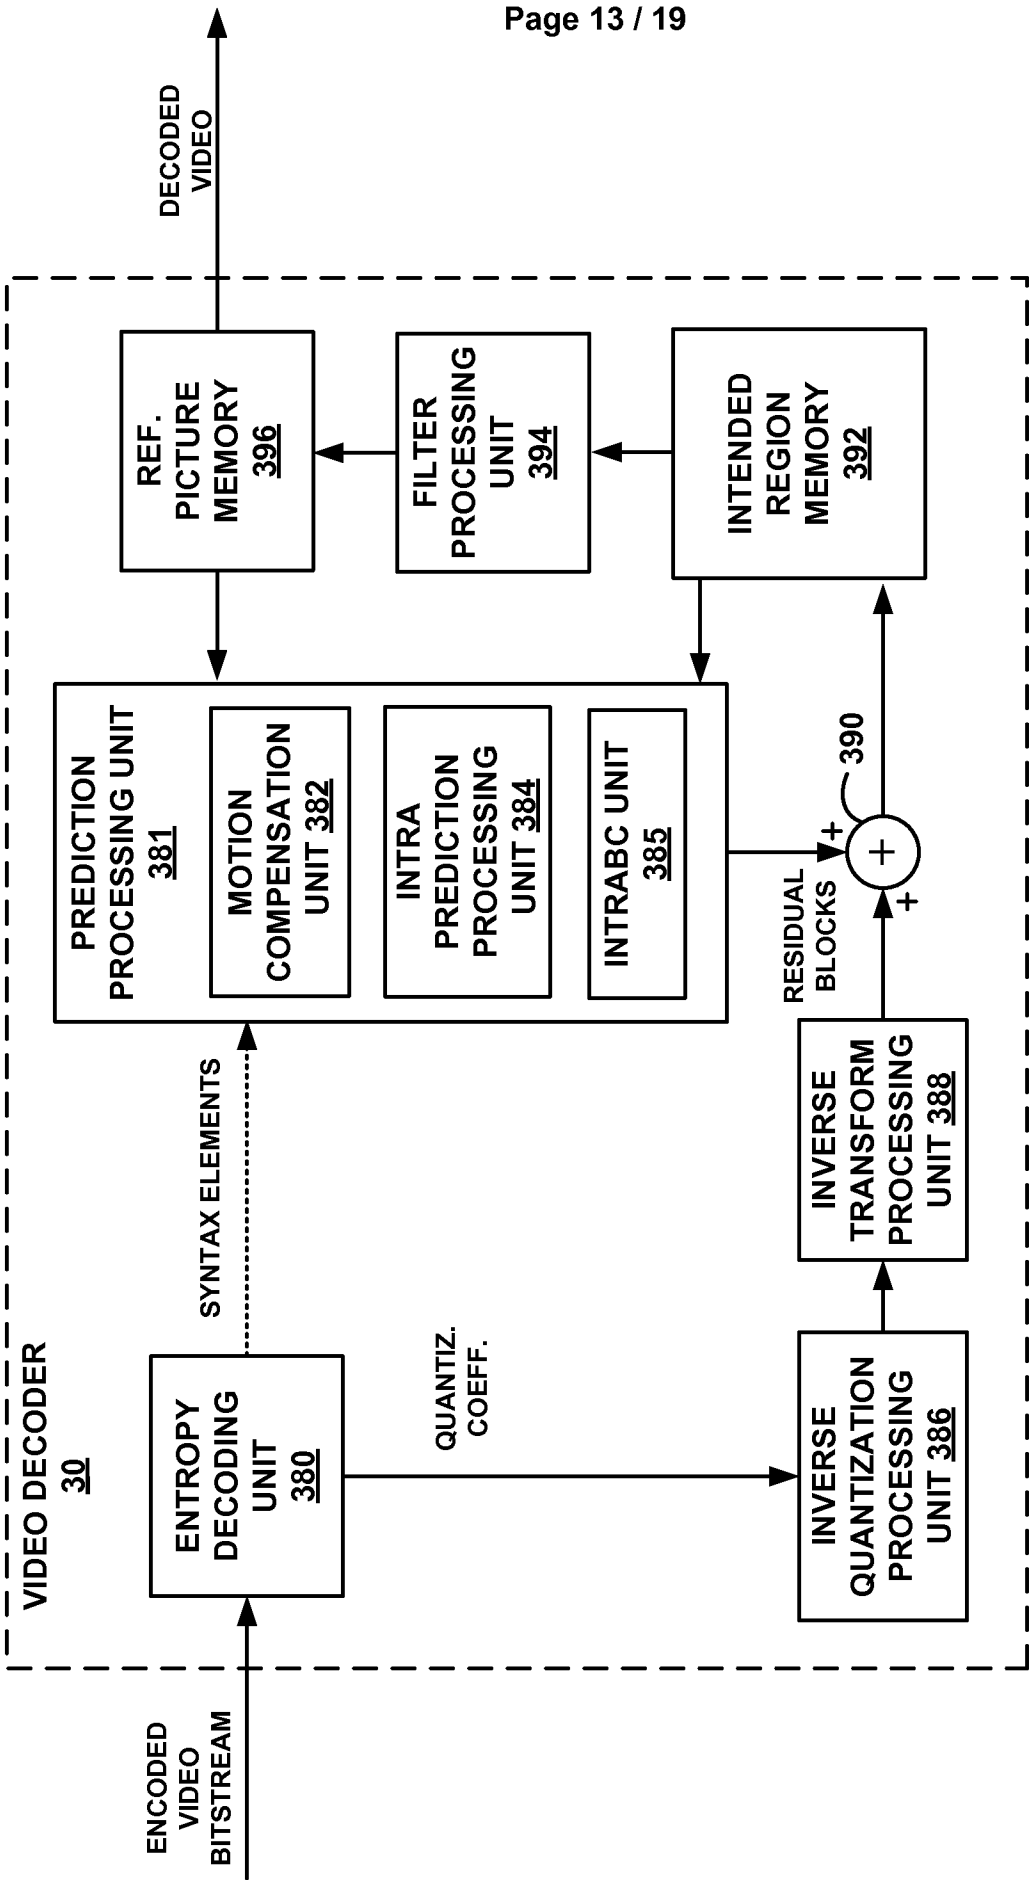 Page 13 / 19
VIDEO DECODER
30
ENCODED
VIDEO
BITSTREAM
ENTROPY
DECODING
UNIT
380
SYNTAX ELEMENTS
QUANTIZ.
COEFF.
PREDICTION
PROCESSING UNIT
381
MOTION
COMPENSATION
UNIT 382
INTRA
PREDICTION
PROCESSING
UNIT 384
INTRABC UNIT
385
REF.
PICTURE
MEMORY
396
DECODED
VIDEO
FILTER
PROCESSING
UNIT
394
INTENDED
REGION
MEMORY
392
INVERSE
QUANTIZATION
PROCESSING
UNIT 386
INVERSE
TRANSFORM
PROCESSING
UNIT 388
RESIDUAL
BLOCKS
+
+
+
390